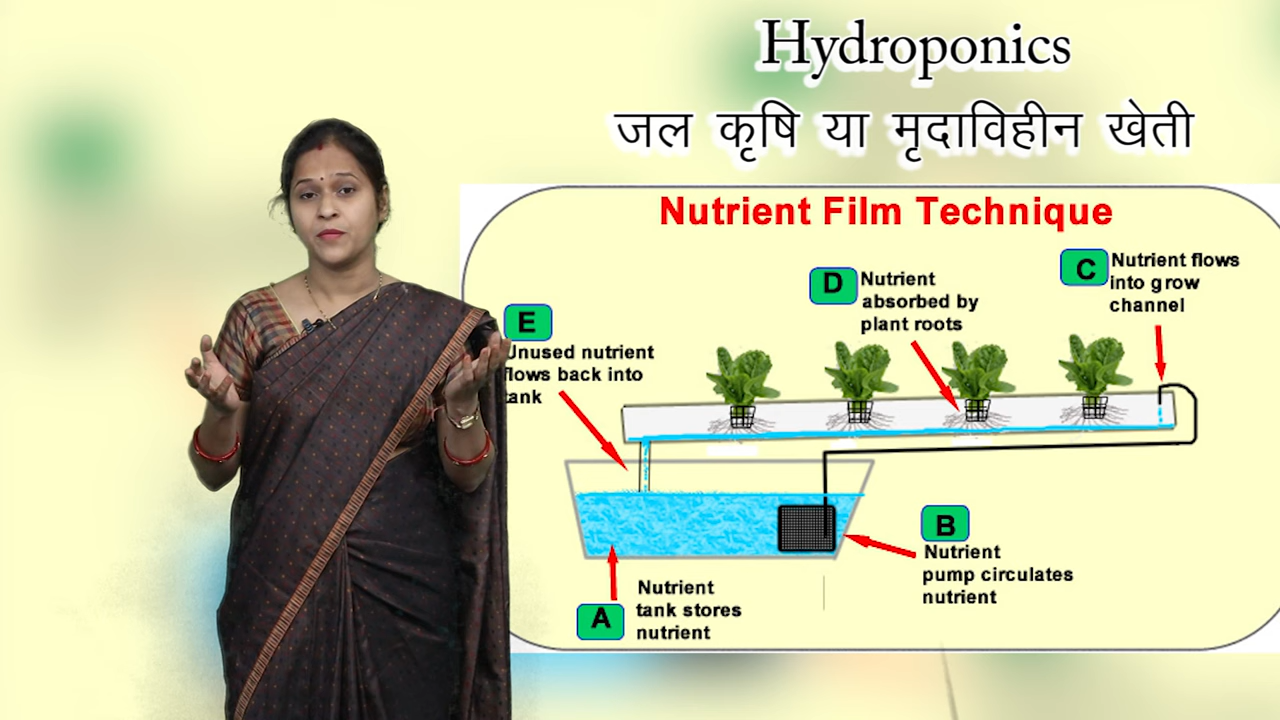 Hydroponics
जल कृषि या मृदाविहीन खेती
Nutrient Film Technique
C
Nutrient flows
into grow
channel
D
Nutrient
absorbed by
plant roots
E
Unused nutrient
flows back into
tank
B
Nutrient
pump circulates
nutrient
A
Nutrient
tank stores
nutrient